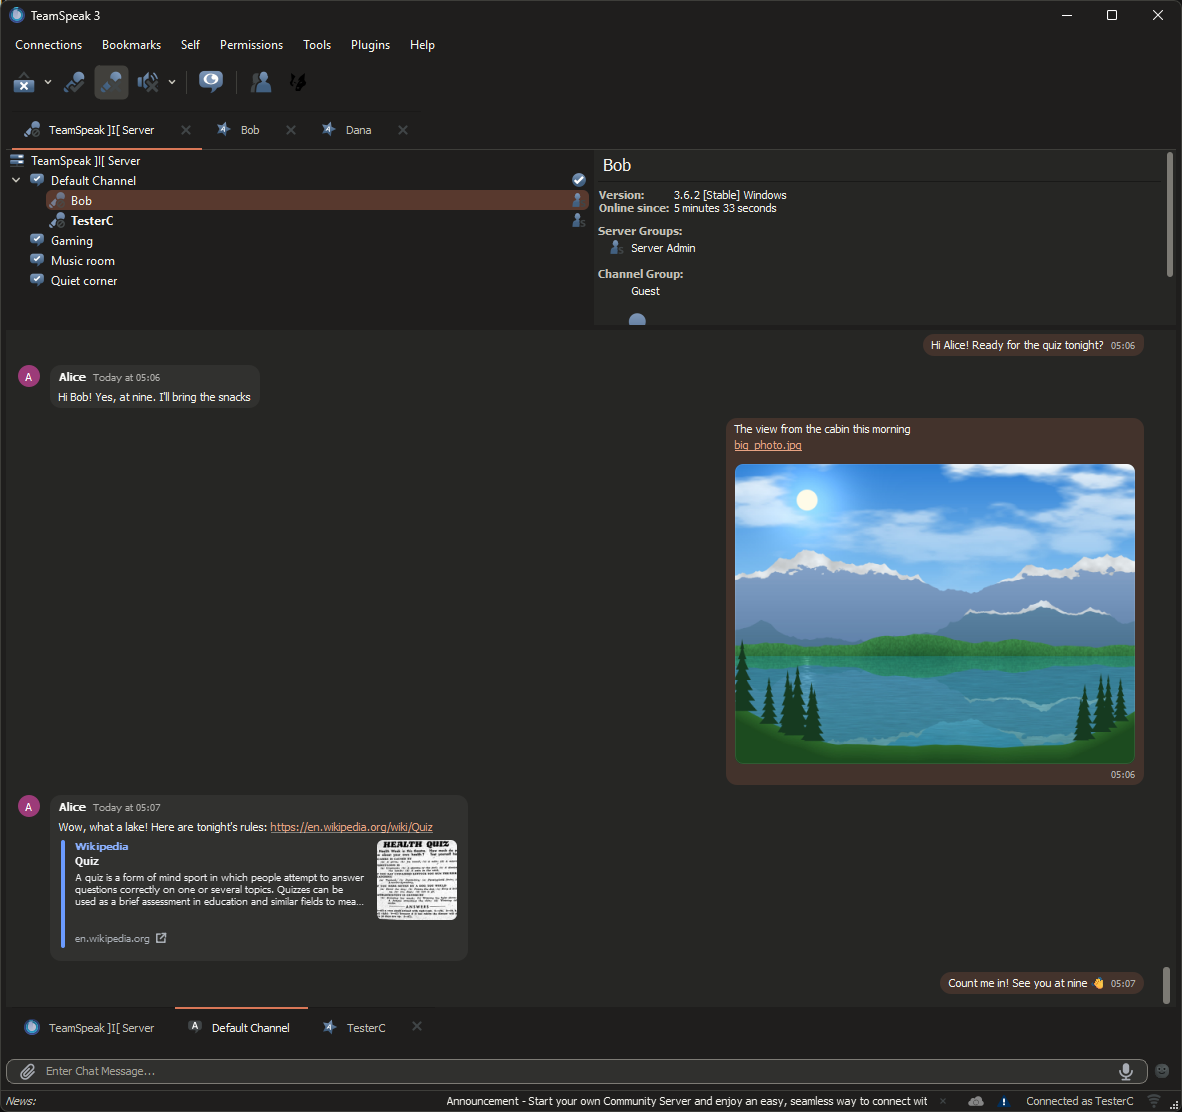 TeamSpeak 3
Connections Bookmarks Self Permissions Tools Plugins Help
TeamSpeak ]I[ Server Bob Dana
TeamSpeak ]I[ Server
Default Channel
Bob
TesterC
Gaming
Music room
Quiet corner
Bob
Version: 3.6.2 [Stable] Windows
Online since: 5 minutes 33 seconds
Server Groups:
Server Admin
Channel Group:
Guest
Hi Alice! Ready for the quiz tonight? 05:06
A
Alice Today at 05:06
Hi Bob! Yes, at nine. I'll bring the snacks
The view from the cabin this morning
big_photo.jpg
05:06
A
Alice Today at 05:07
Wow, what a lake! Here are tonight's rules: https://en.wikipedia.org/wiki/Quiz
Wikipedia
Quiz
A quiz is a form of mind sport in which people attempt to answer
questions correctly on one or several topics. Quizzes can be
used as a brief assessment in education and similar fields to mea...
en.wikipedia.org
HEALTH QUIZ
ANSWERS
Count me in! See you at nine 👋 05:07
TeamSpeak ]I[ Server A Default Channel TesterC
Enter Chat Message...
News: Announcement - Start your own Community Server and enjoy an easy, seamless way to connect wit Connected as TesterC